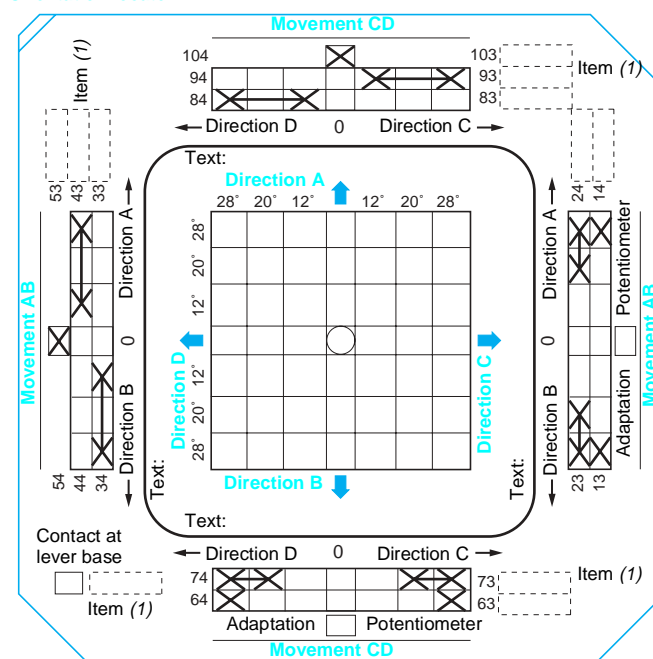 Movement CD
104
103
94
93
Item (1)
84
83
Direction D
0
Direction C
Item (1)
53
43
33
24
14
Text:
Direction A
28° 20° 12° 12° 20° 28°
28°
20°
12°
12°
20°
28°
Movement AB
Direction A
0
Direction B
54
44
34
Text:
Direction D
Direction C
Direction B
Text:
Direction A
0
Direction B
23
13
Adaptation
Potentiometer
Movement AB
Contact at
lever base
Item (1)
Direction D
0
Direction C
74
73
Item (1)
64
63
Adaptation
Potentiometer
Movement CD